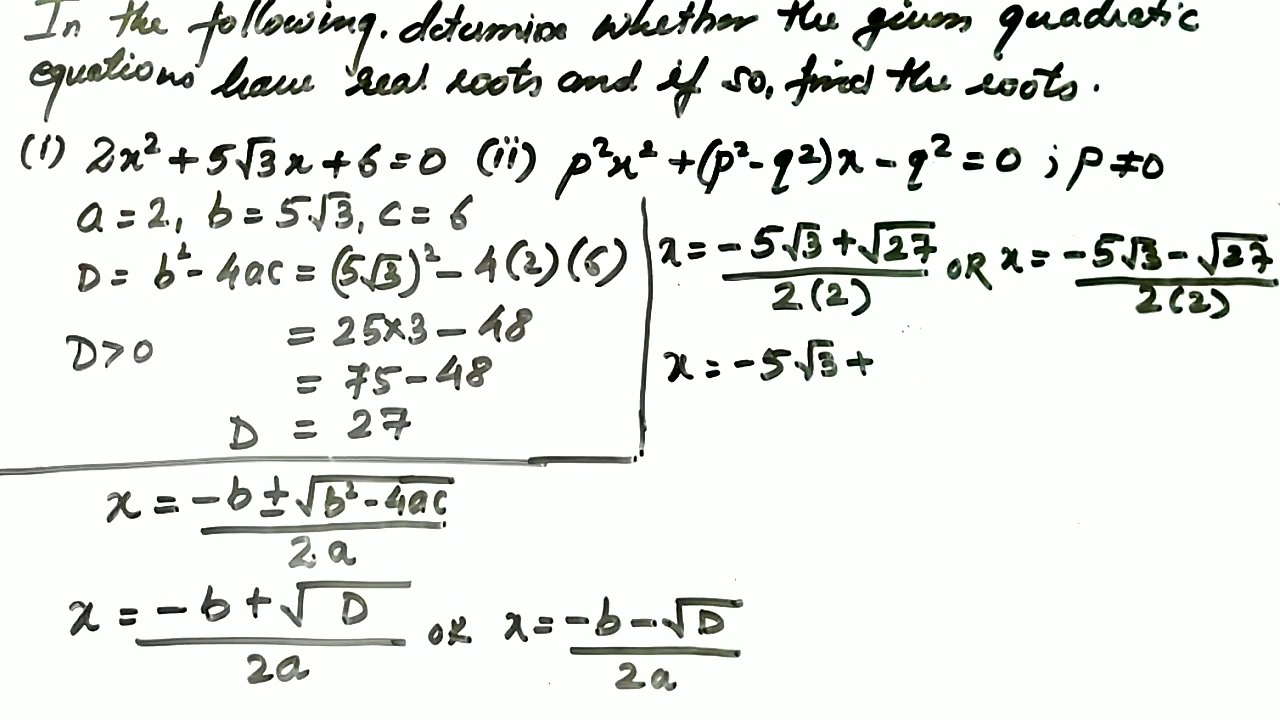 In the following. determine whether the given quadratic
equations have real roots and if so, find the roots.
(i) 2x² + 5√3x + 6 = 0 (ii) p²x² + (p² - q²)x - q² = 0 ; p ≠ 0
a = 2, b = 5√3, c = 6
D = b² - 4ac = (5√3)² - 4(2)(6)
= 25×3 - 48
D > 0
= 75 - 48
D = 27
x = (-5√3 + √27)/2(2) OR x = (-5√3 - √27)/2(2)
x = -5√3 +
x = (-b ± √(b² - 4ac))/2a
x = (-b + √D)/2a OR x = (-b - √D)/2a